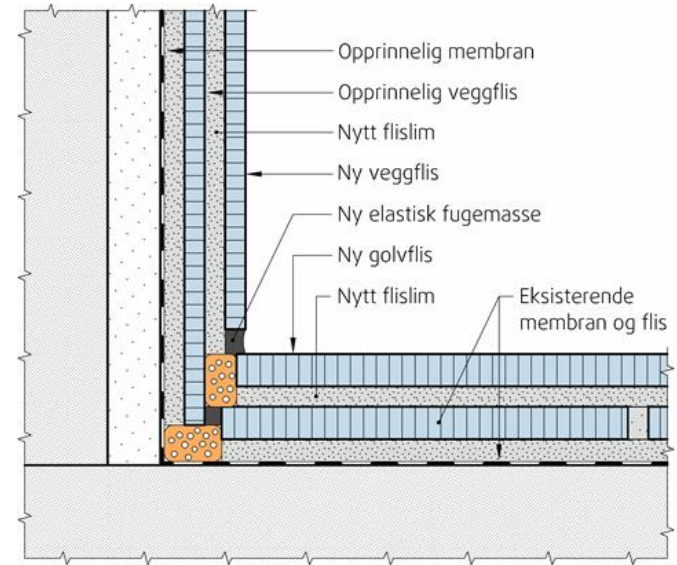 Opprinnelig membran
Opprinnelig veggflis
Nytt flislim
Ny veggflis
Ny elastisk fugemasse
Ny golvflis
Nytt flislim
Eksisterende
membran og flis